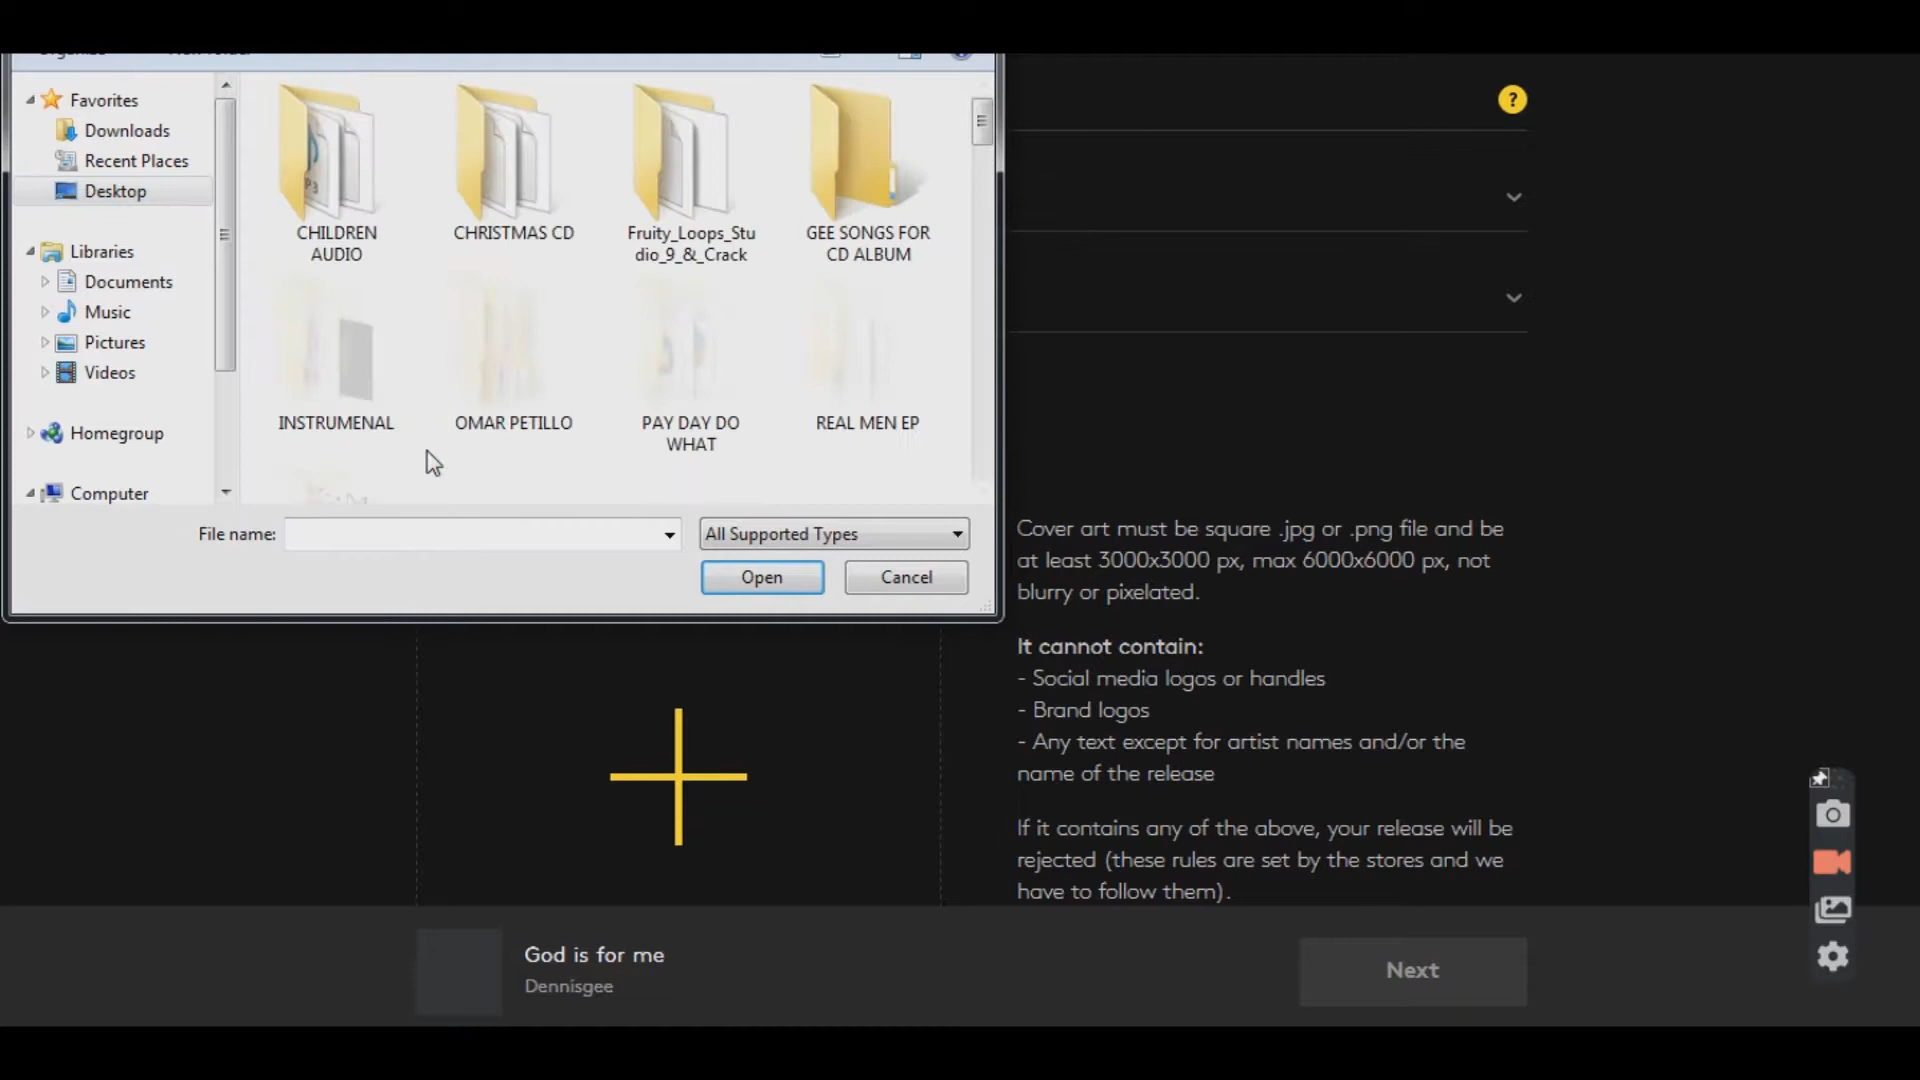 Favorites
Downloads
Recent Places
Desktop
Libraries
Documents
Music
Pictures
Videos
Homegroup
Computer
CHILDREN
AUDIO
CHRISTMAS CD
Fruity_Loops_Stu
dio_9_&_Crack
GEE SONGS FOR
CD ALBUM
INSTRUMENAL
OMAR PETILLO
PAY DAY DO
WHAT
REAL MEN EP
File name:
All Supported Types
Open
Cancel
?
Cover art must be square .jpg or .png file and be
at least 3000x3000 px, max 6000x6000 px, not
blurry or pixelated.
It cannot contain:
- Social media logos or handles
- Brand logos
- Any text except for artist names and/or the
name of the release
If it contains any of the above, your release will be
rejected (these rules are set by the stores and we
have to follow them).
God is for me
Dennisgee
Next